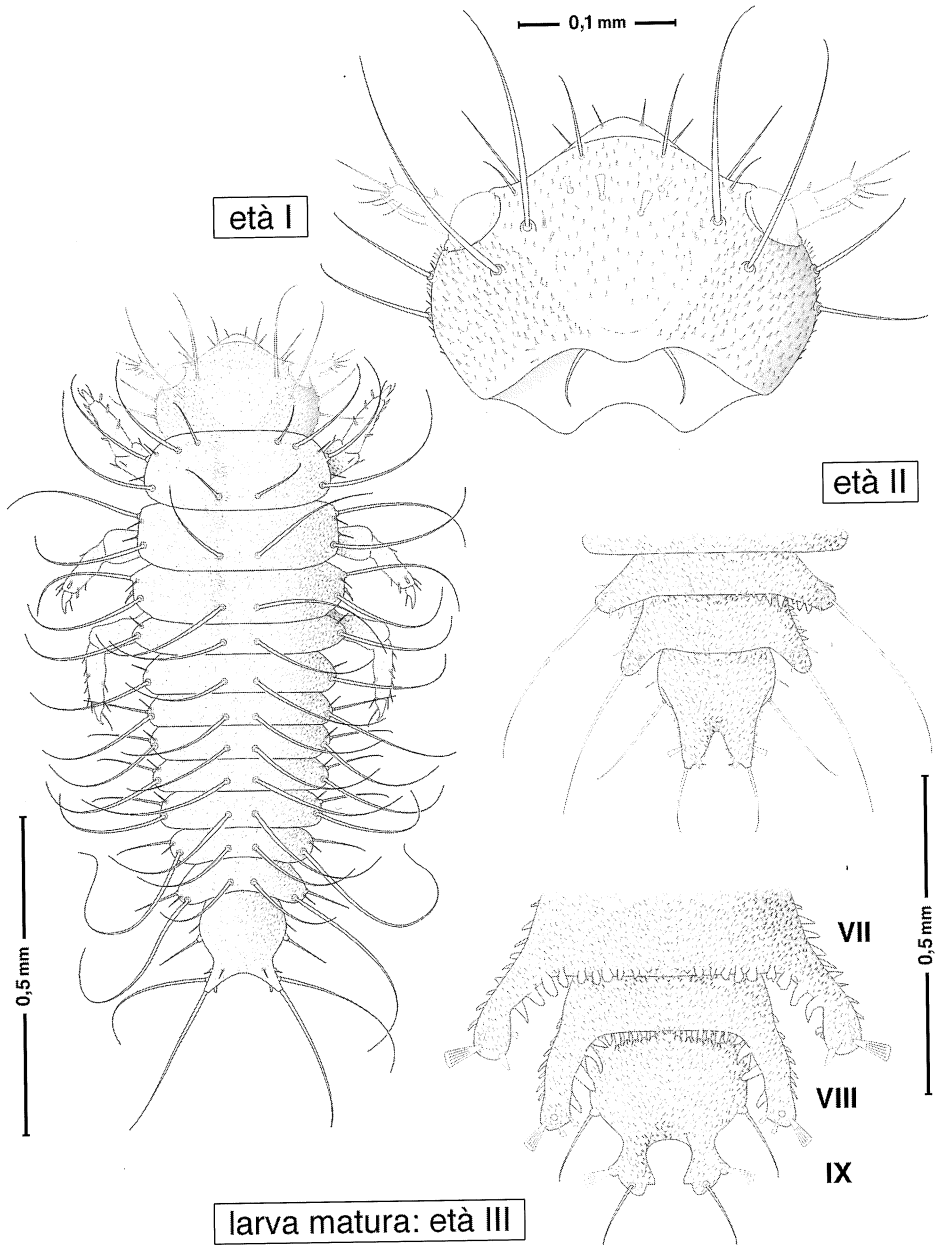 0,1 mm
età I
età II
0,5 mm
VII
0,5 mm
VIII
IX
larva matura: età III